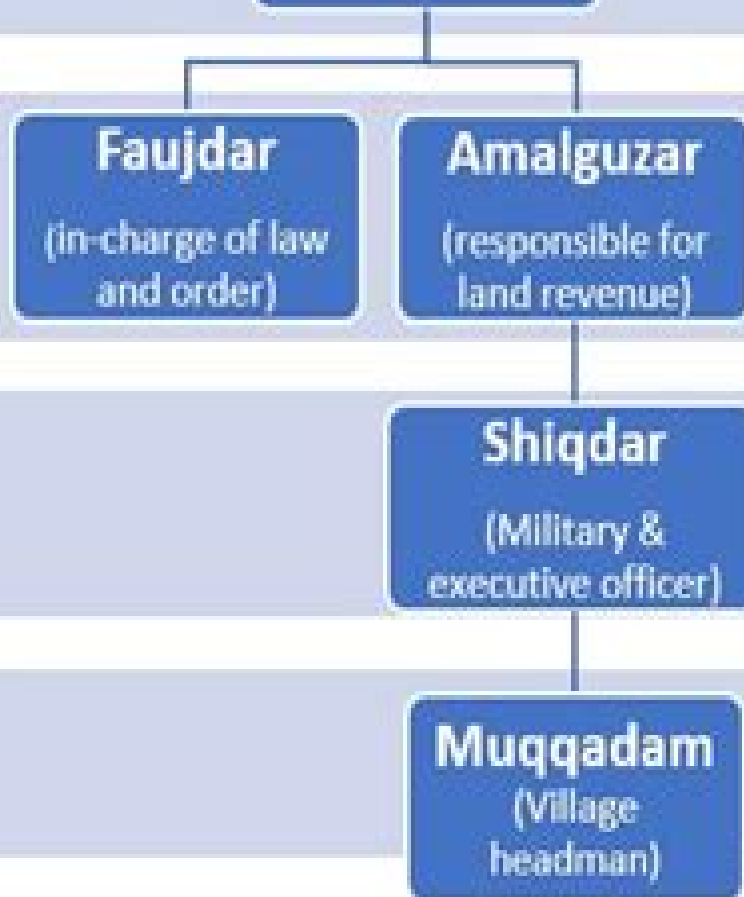 Faujdar
(in-charge of law
and order)
Amalguzar
(responsible for
land revenue)
Shiqdar
(Military &
executive officer)
Muqqadam
(Village
headman)